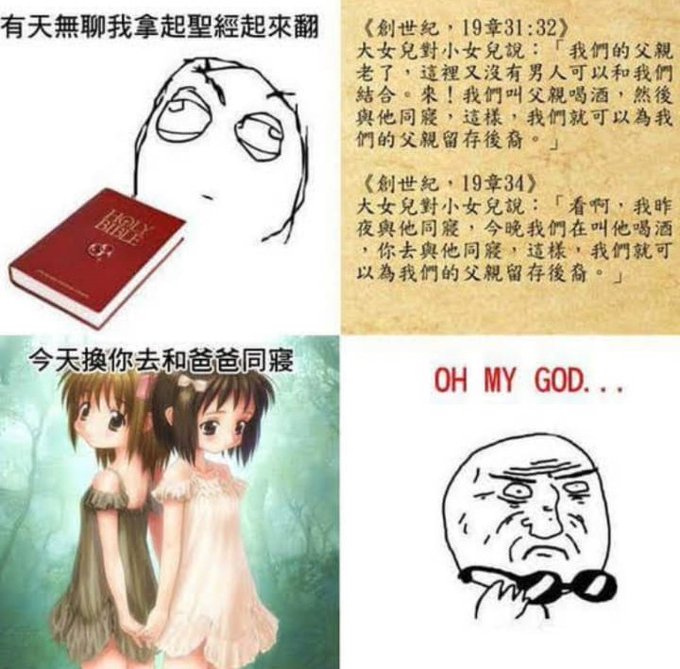 有天無聊我拿起聖經起來翻
HOLY
BIBLE
《創世紀，19章31:32》
大女兒對小女兒說：「我們的父親
老了，這裡又沒有男人可以和我們
結合。來！我們叫父親喝酒，然後
與他同寢，這樣，我們就可以為我
們的父親留存後裔。」
《創世紀，19章34》
大女兒對小女兒說：「看啊，我昨
夜與他同寢，今晚我們在叫他喝酒
，你去與他同寢，這樣，我們就可
以為我們的父親留存後裔。」
今天換你去和爸爸同寢
OH MY GOD...